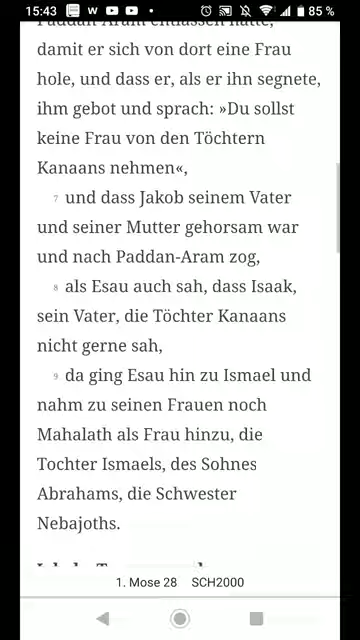 15:43 85 %
Paddan-Aram entlassen hatte,
damit er sich von dort eine Frau
hole, und dass er, als er ihn segnete,
ihm gebot und sprach: »Du sollst
keine Frau von den Töchtern
Kanaans nehmen«,
7 und dass Jakob seinem Vater
und seiner Mutter gehorsam war
und nach Paddan-Aram zog,
8 als Esau auch sah, dass Isaak,
sein Vater, die Töchter Kanaans
nicht gerne sah,
9 da ging Esau hin zu Ismael und
nahm zu seinen Frauen noch
Mahalath als Frau hinzu, die
Tochter Ismaels, des Sohnes
Abrahams, die Schwester
Nebajoths.
1. Mose 28 SCH2000